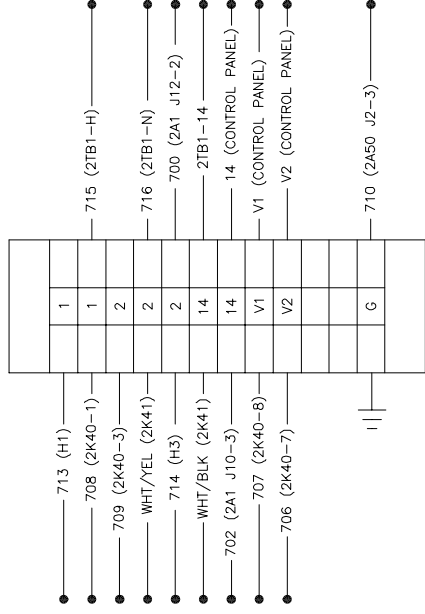 715 (2TB1-H)
716 (2TB1-N)
700 (2A1 J12-2)
2TB1-14
14 (CONTROL PANEL)
V1 (CONTROL PANEL)
V2 (CONTROL PANEL)
710 (2A50 J2-3)
1
1
2
2
2
14
14
V1
V2
G
713 (H1)
708 (2K40-1)
709 (2K40-3)
WHT/YEL (2K41)
714 (H3)
WHT/BLK (2K41)
702 (2A1 J10-3)
707 (2K40-8)
706 (2K40-7)